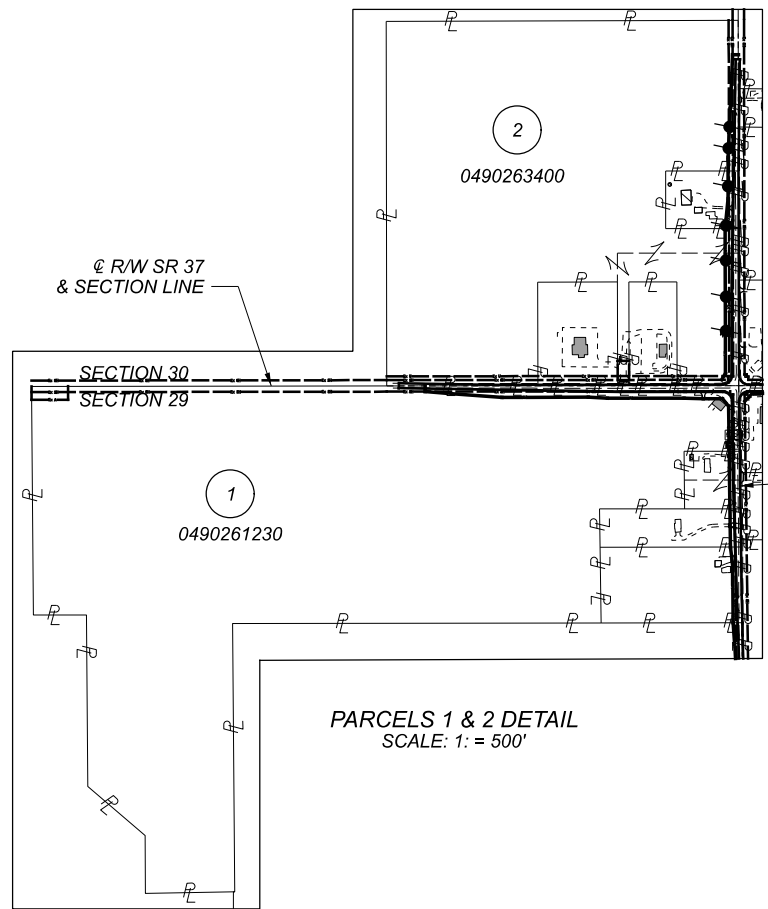 2
0490263400
℄ R/W SR 37
& SECTION LINE
SECTION 30
SECTION 29
1
0490261230
PARCELS 1 & 2 DETAIL
SCALE: 1: = 500'